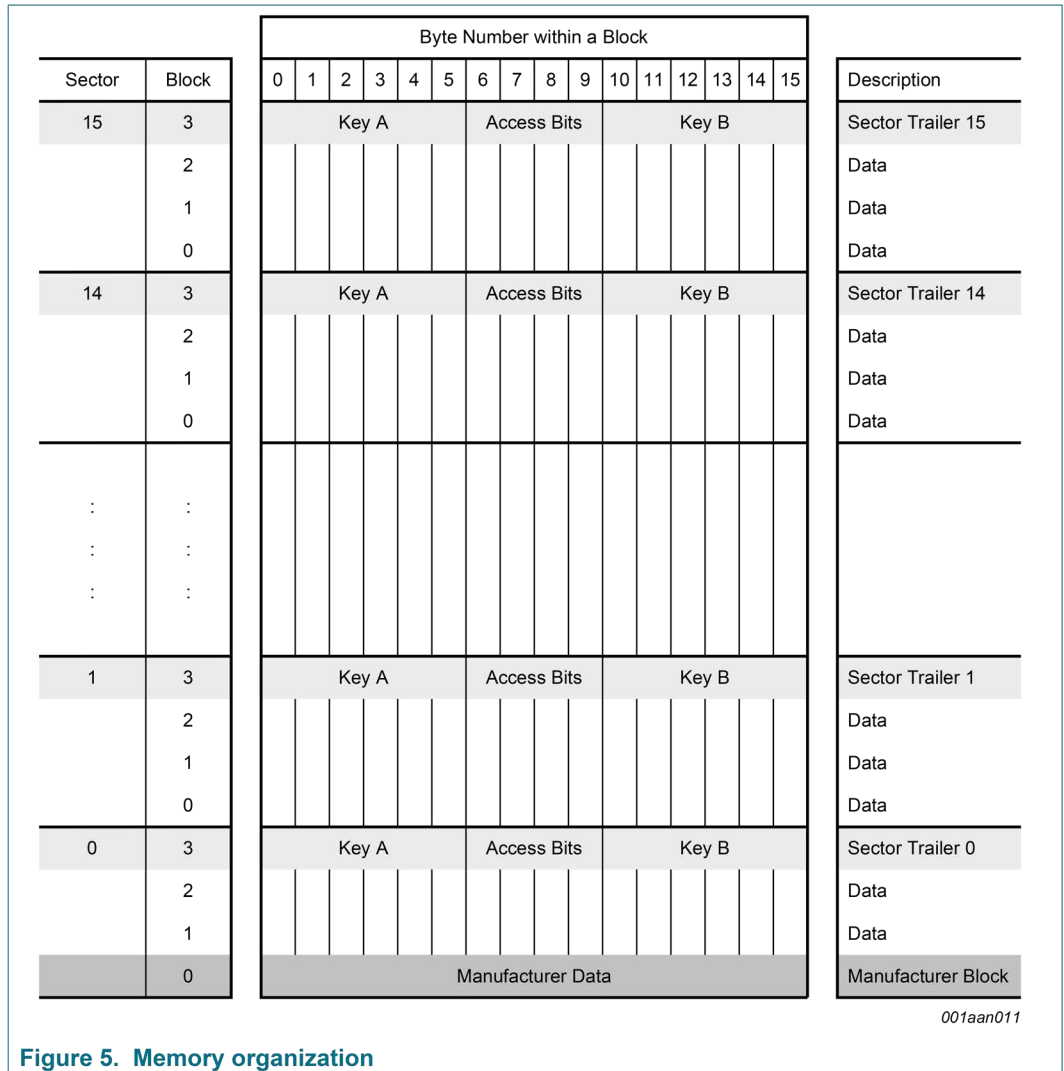 Byte Number within a Block
Sector Block 0 1 2 3 4 5 6 7 8 9 10 11 12 13 14 15 Description
15 3 Key A Access Bits Key B Sector Trailer 15
2 Data
1 Data
0 Data
14 3 Key A Access Bits Key B Sector Trailer 14
2 Data
1 Data
0 Data
: :
: :
: :
1 3 Key A Access Bits Key B Sector Trailer 1
2 Data
1 Data
0 Data
0 3 Key A Access Bits Key B Sector Trailer 0
2 Data
1 Data
0 Manufacturer Data Manufacturer Block
001aan011
Figure 5. Memory organization